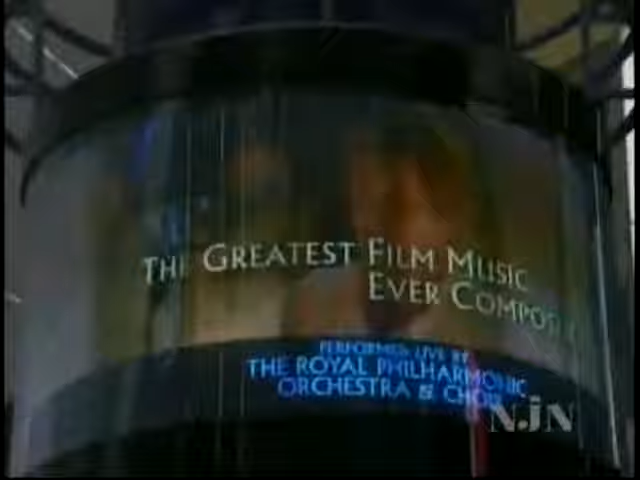 THE GREATEST FILM MUSIC
EVER COMPOSED
PERFORMED LIVE BY
THE ROYAL PHILHARMONIC
ORCHESTRA & CHOIR
NJN